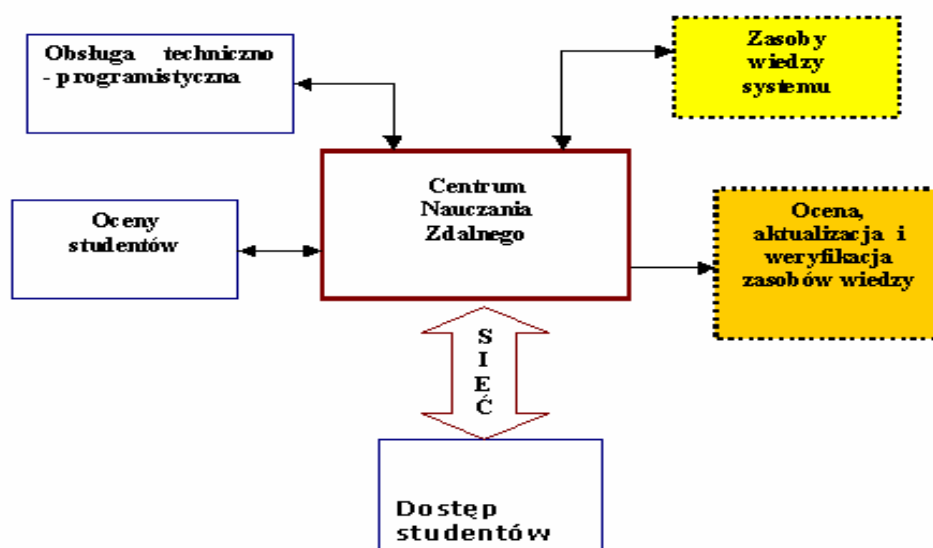 Obsługa techniczno
- programistyczna
Zasoby
wiedzy
systemu
Centrum
Nauczania
Zdalnego
Oceny
studentów
Ocena,
aktualizacja i
weryfikacja
zasobów wiedzy
S
I
E
Ć
Dostęp
studentów